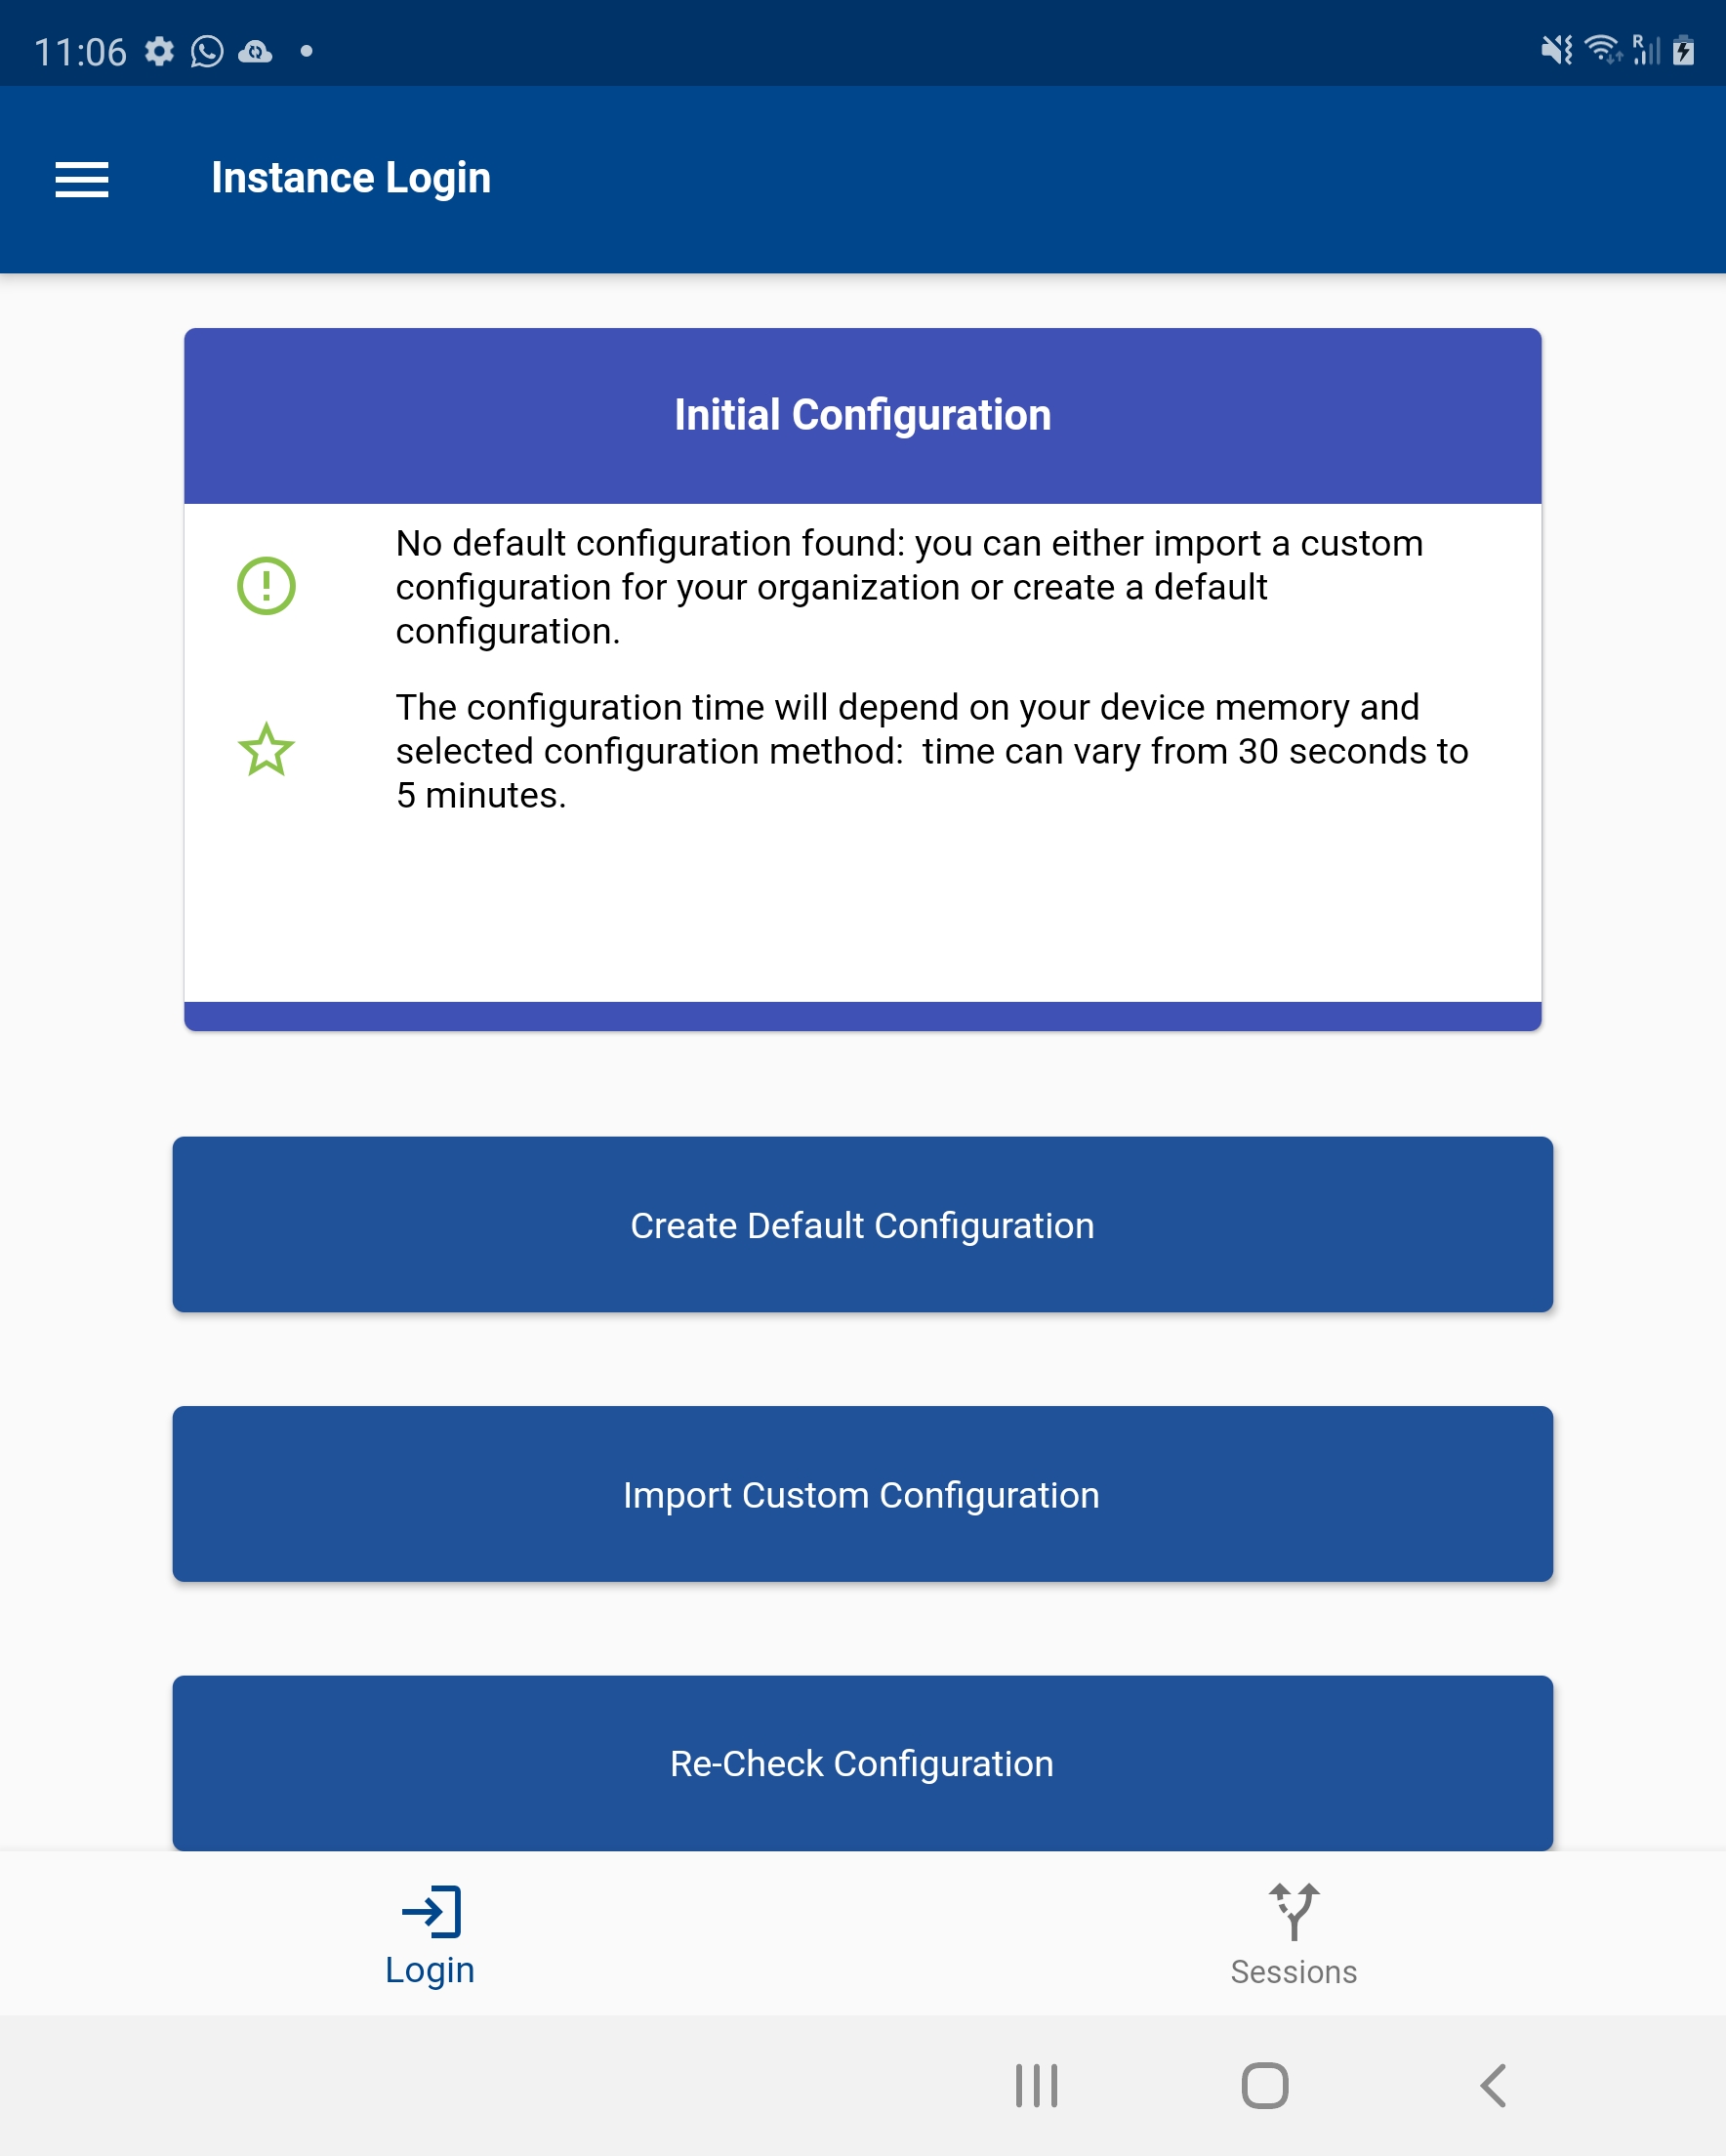 11:06
R
Instance Login
Initial Configuration
No default configuration found: you can either import a custom
configuration for your organization or create a default
configuration.
The configuration time will depend on your device memory and
selected configuration method:  time can vary from 30 seconds to
5 minutes.
Create Default Configuration
Import Custom Configuration
Re-Check Configuration
Login
Sessions